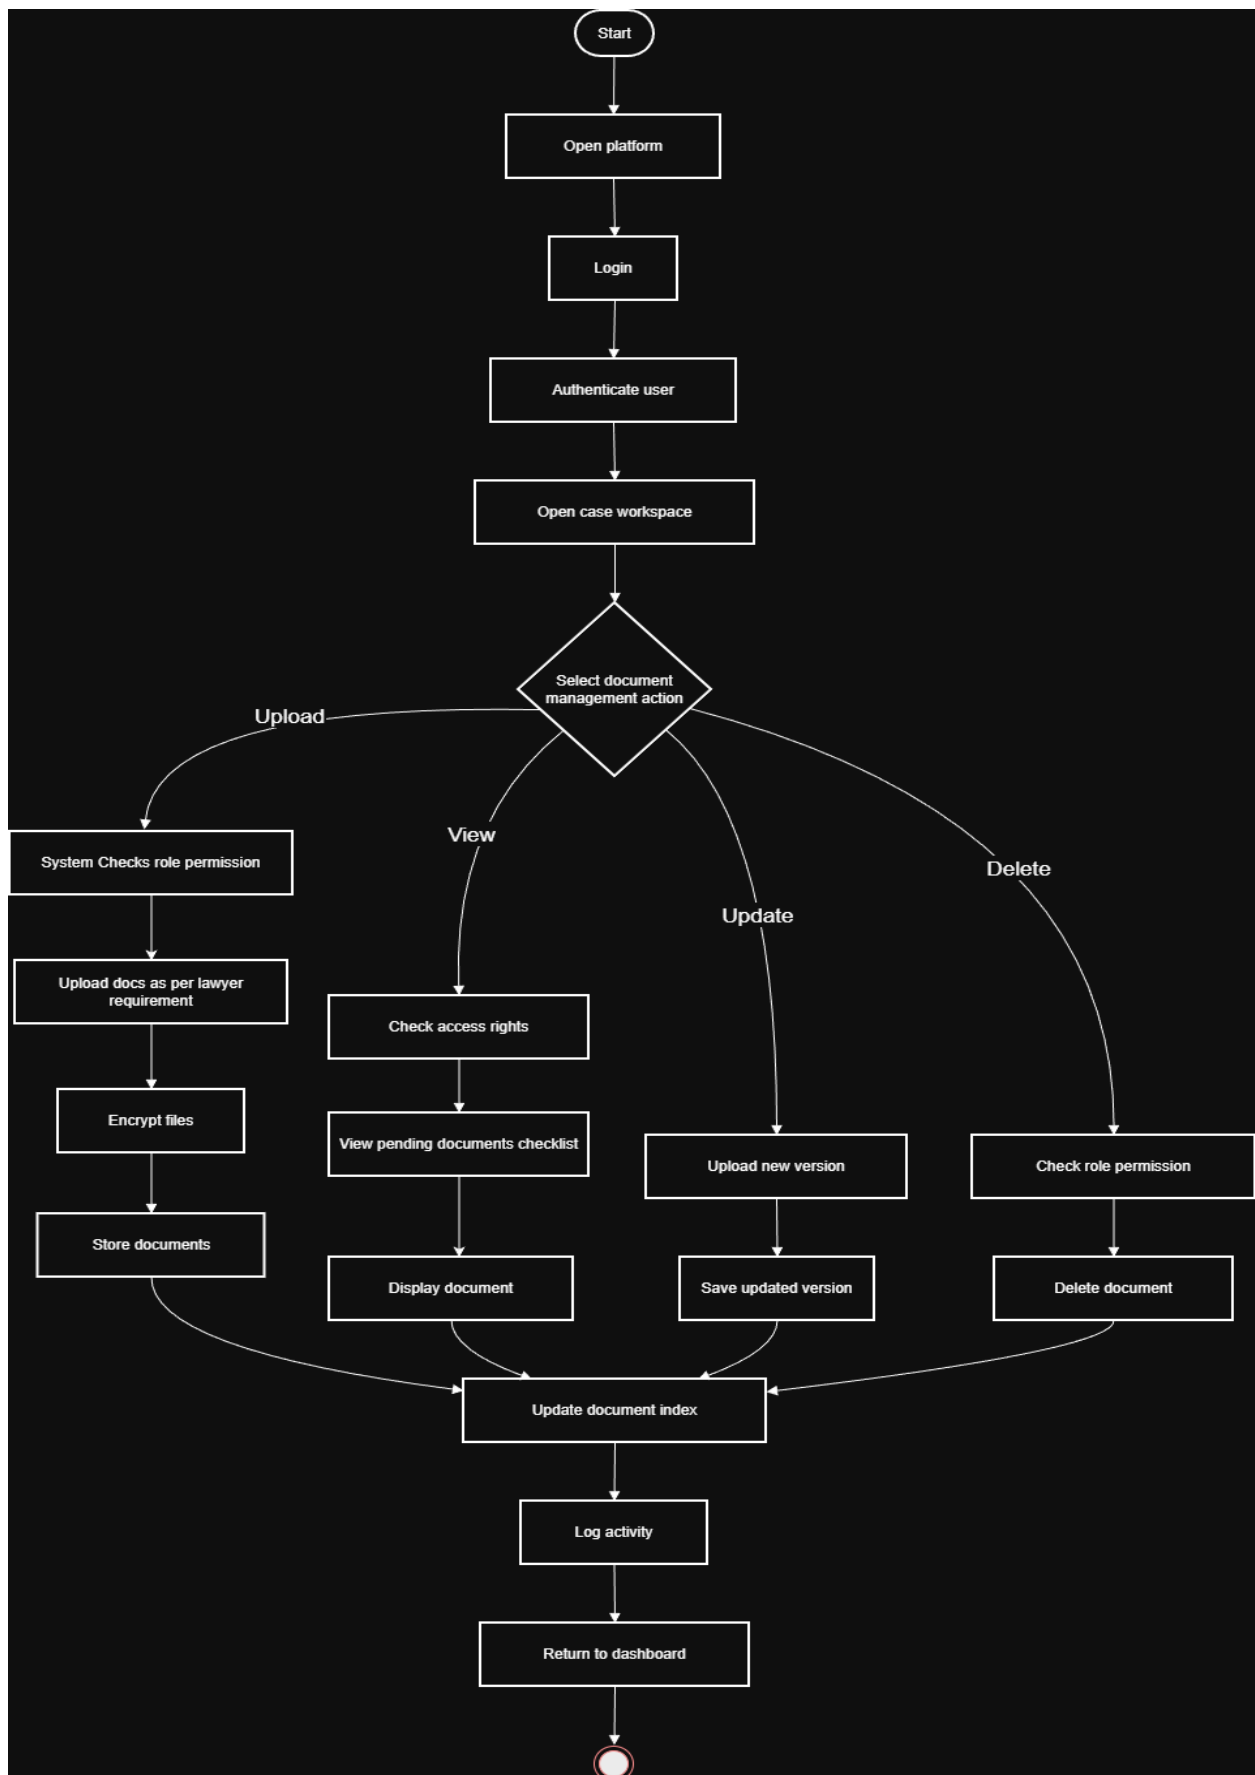 Start
Open platform
Login
Authenticate user
Open case workspace
Select document
management action
Upload
View
Update
Delete
System Checks role permission
Upload docs as per lawyer
requirement
Encrypt files
Store documents
Check access rights
View pending documents checklist
Display document
Upload new version
Save updated version
Check role permission
Delete document
Update document index
Log activity
Return to dashboard